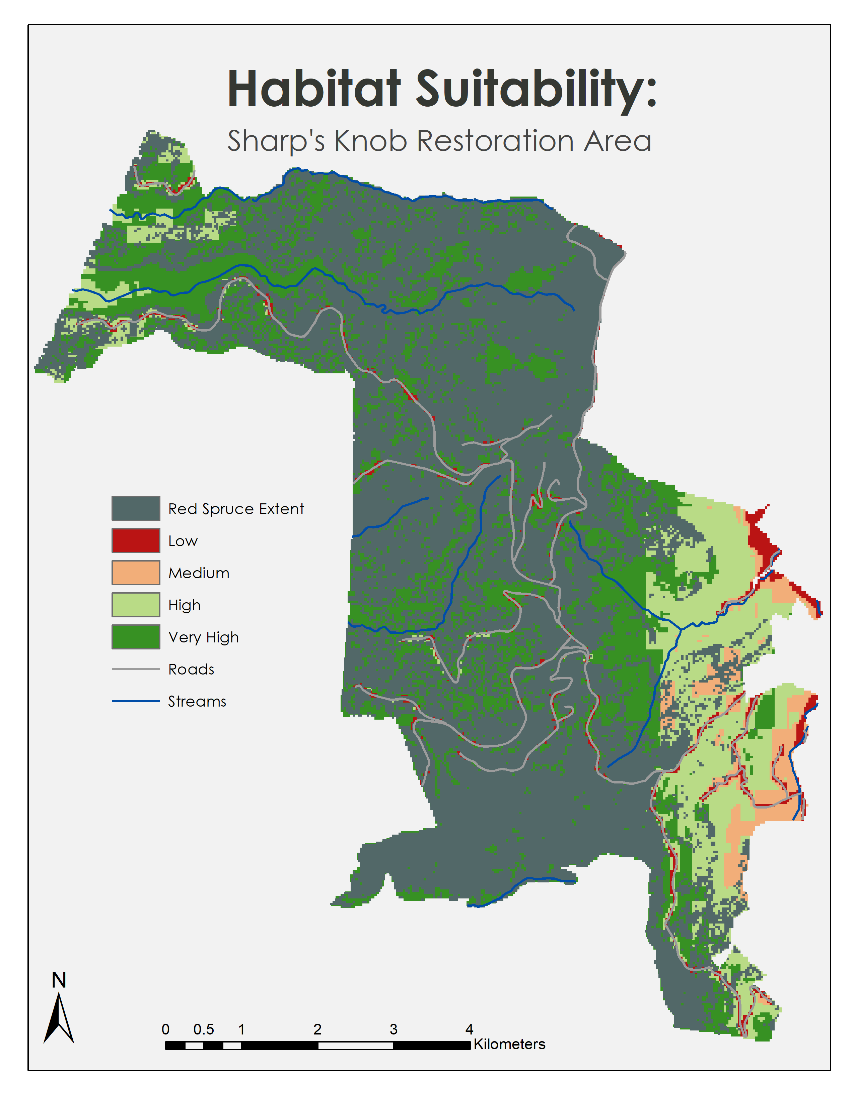 Habitat Suitability:
Sharp's Knob Restoration Area
Red Spruce Extent
Low
Medium
High
Very High
Roads
Streams
N
0 0.5 1 2 3 4
Kilometers